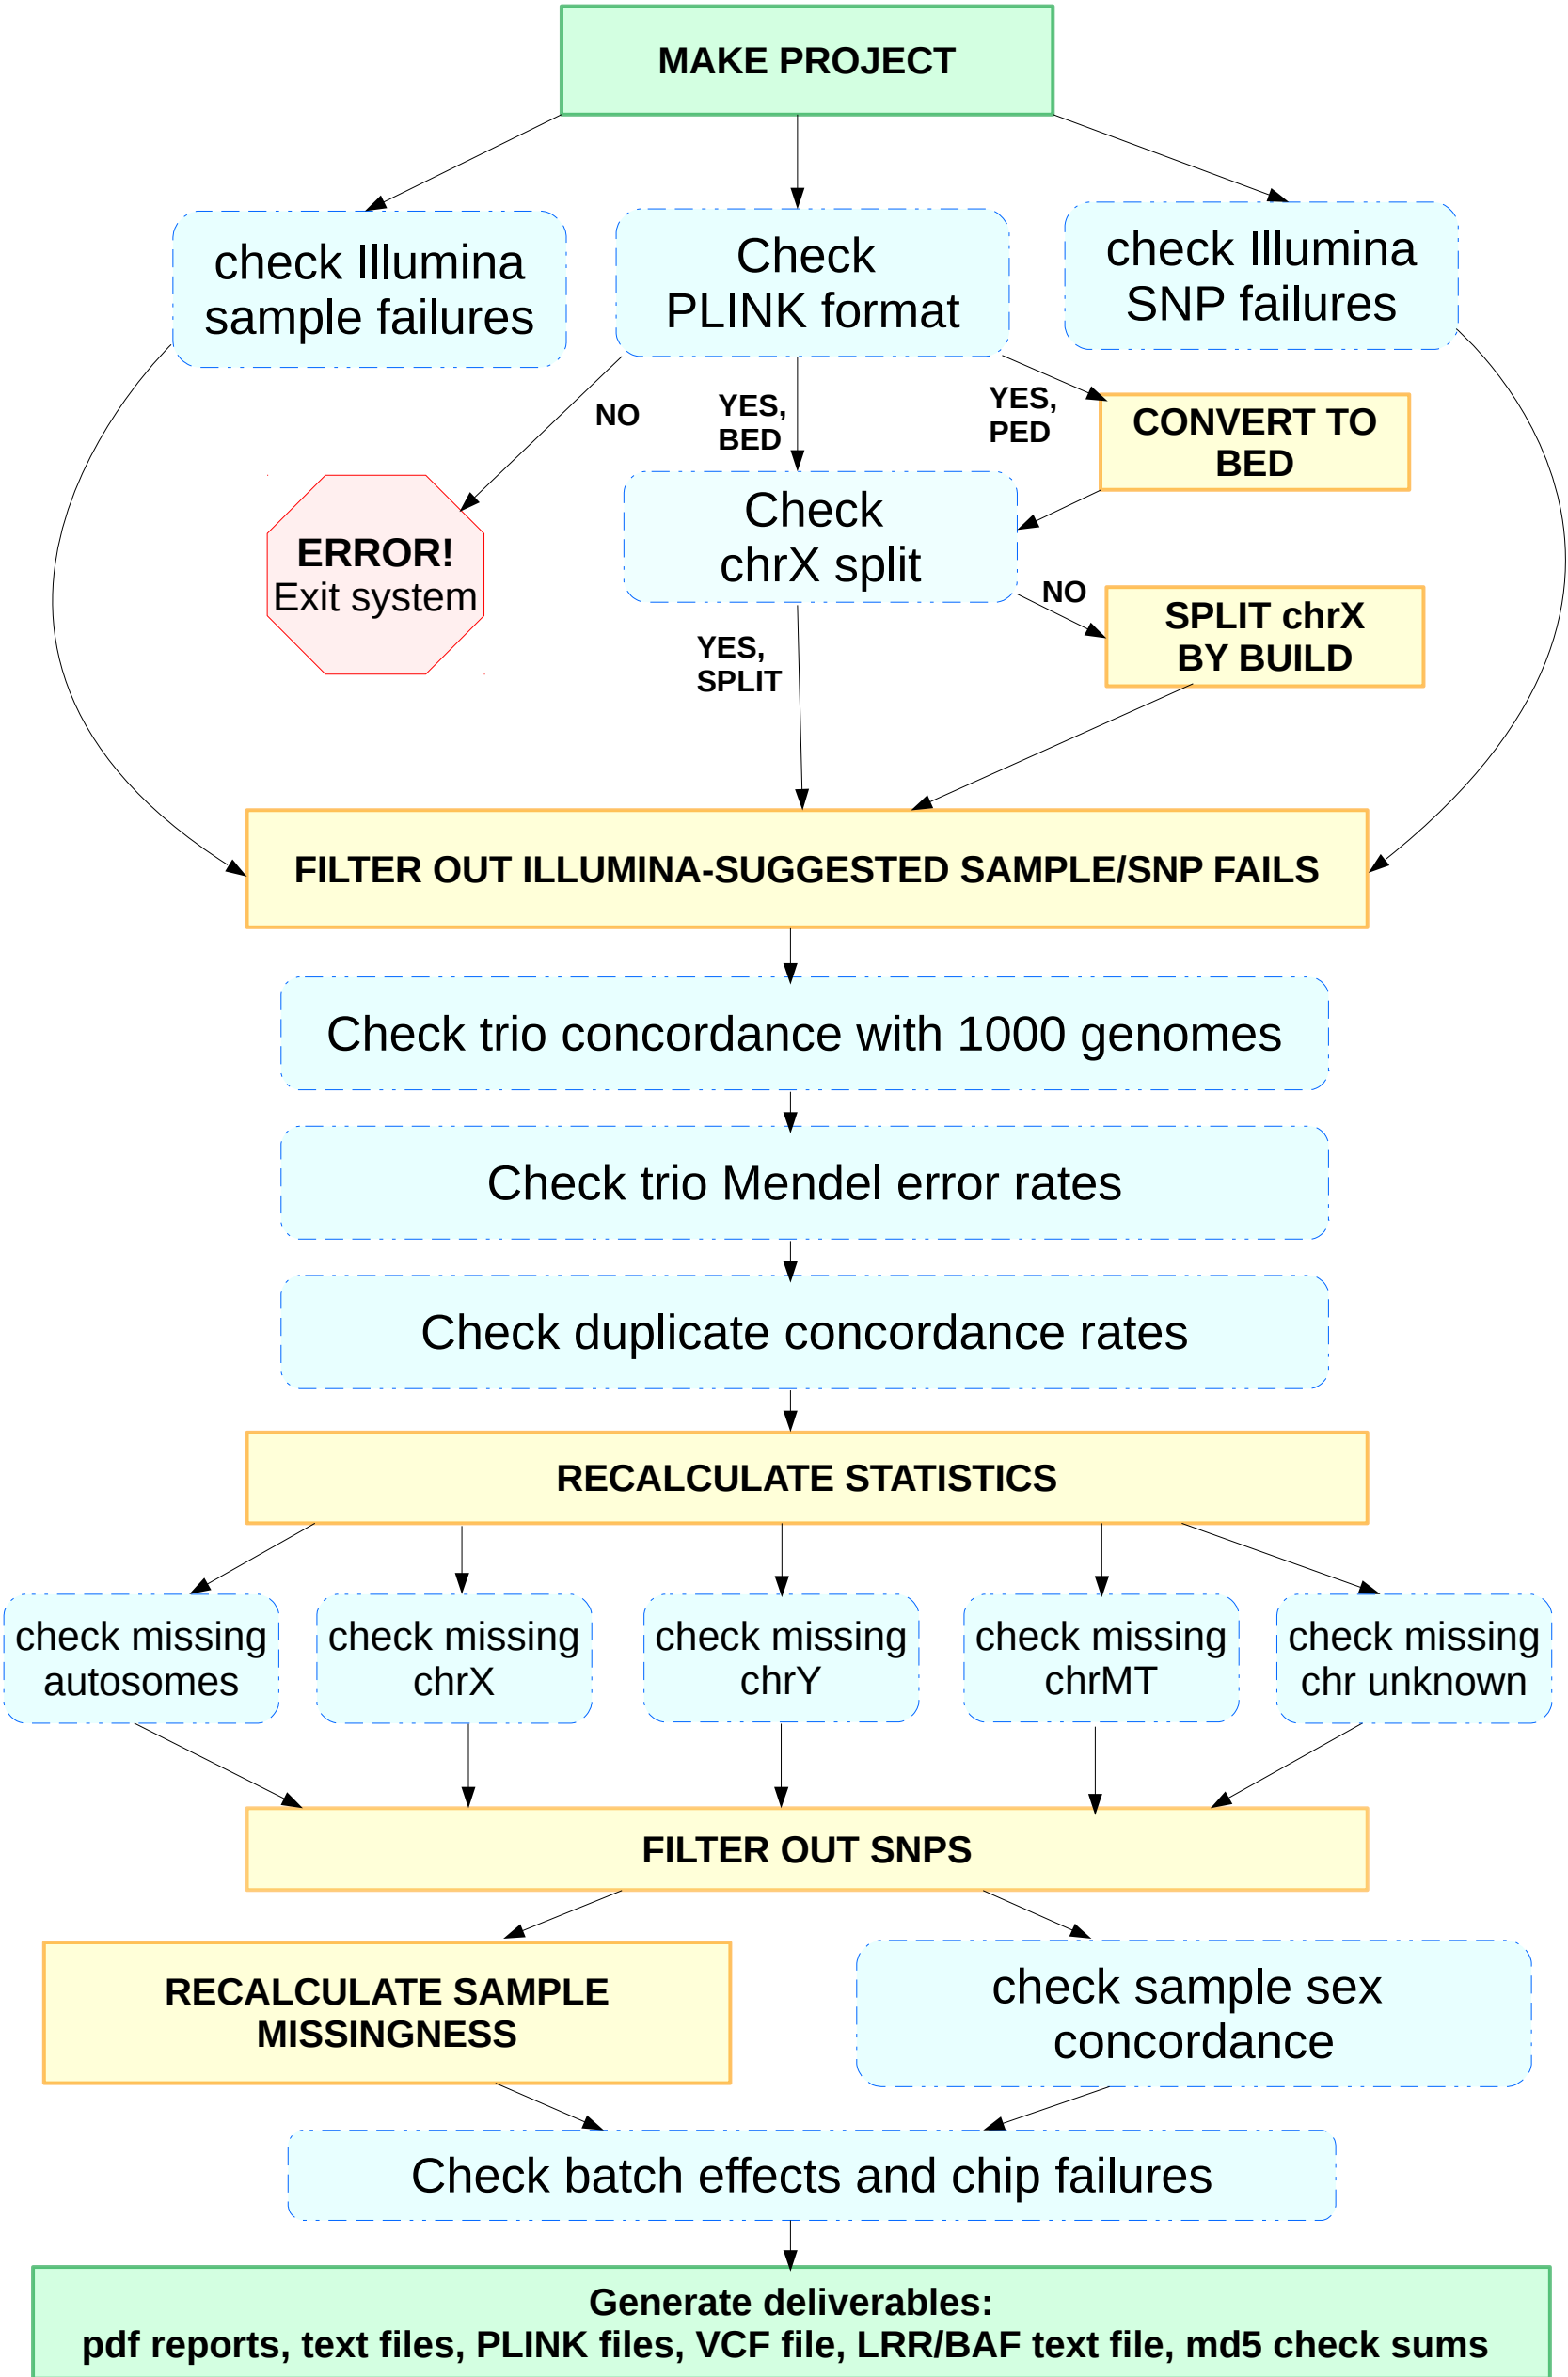 MAKE PROJECT
check Illumina
sample failures
Check
PLINK format
check Illumina
SNP failures
NO
YES,
BED
YES,
PED
CONVERT TO
BED
ERROR!
Exit system
Check
chrX split
NO
SPLIT chrX
BY BUILD
YES,
SPLIT
FILTER OUT ILLUMINA-SUGGESTED SAMPLE/SNP FAILS
Check trio concordance with 1000 genomes
Check trio Mendel error rates
Check duplicate concordance rates
RECALCULATE STATISTICS
check missing
autosomes
check missing
chrX
check missing
chrY
check missing
chrMT
check missing
chr unknown
FILTER OUT SNPS
RECALCULATE SAMPLE
MISSINGNESS
check sample sex
concordance
Check batch effects and chip failures
Generate deliverables:
pdf reports, text files, PLINK files, VCF file, LRR/BAF text file, md5 check sums